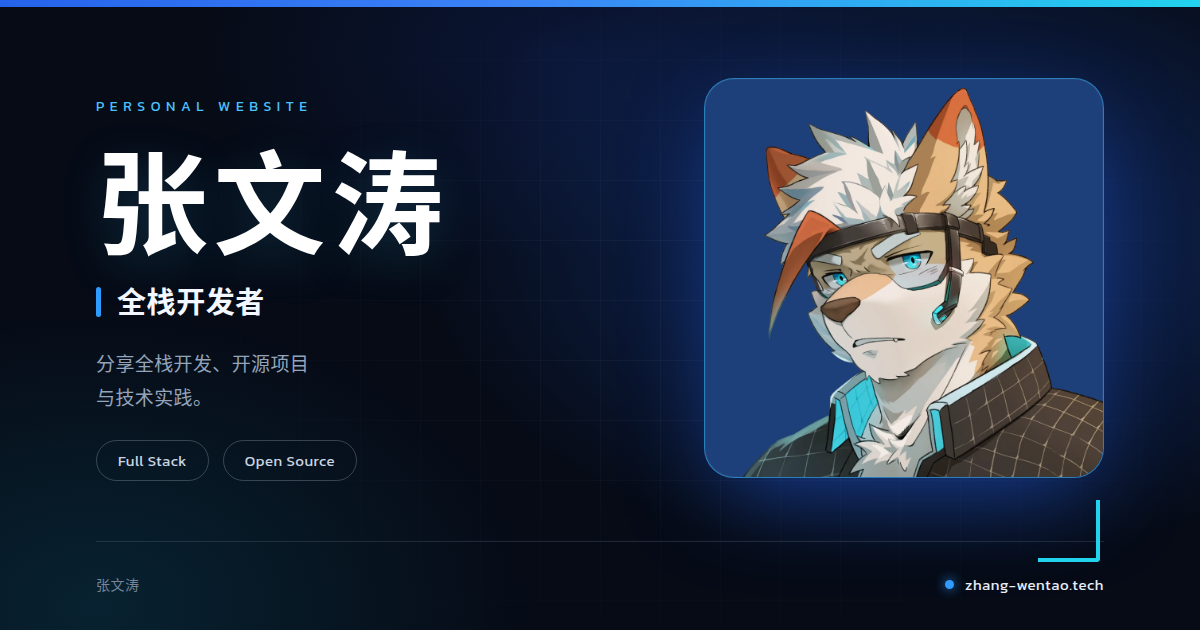 PERSONAL WEBSITE
张文涛
全栈开发者
分享全栈开发、开源项目
与技术实践。
Full Stack
Open Source
张文涛
zhang-wentao.tech